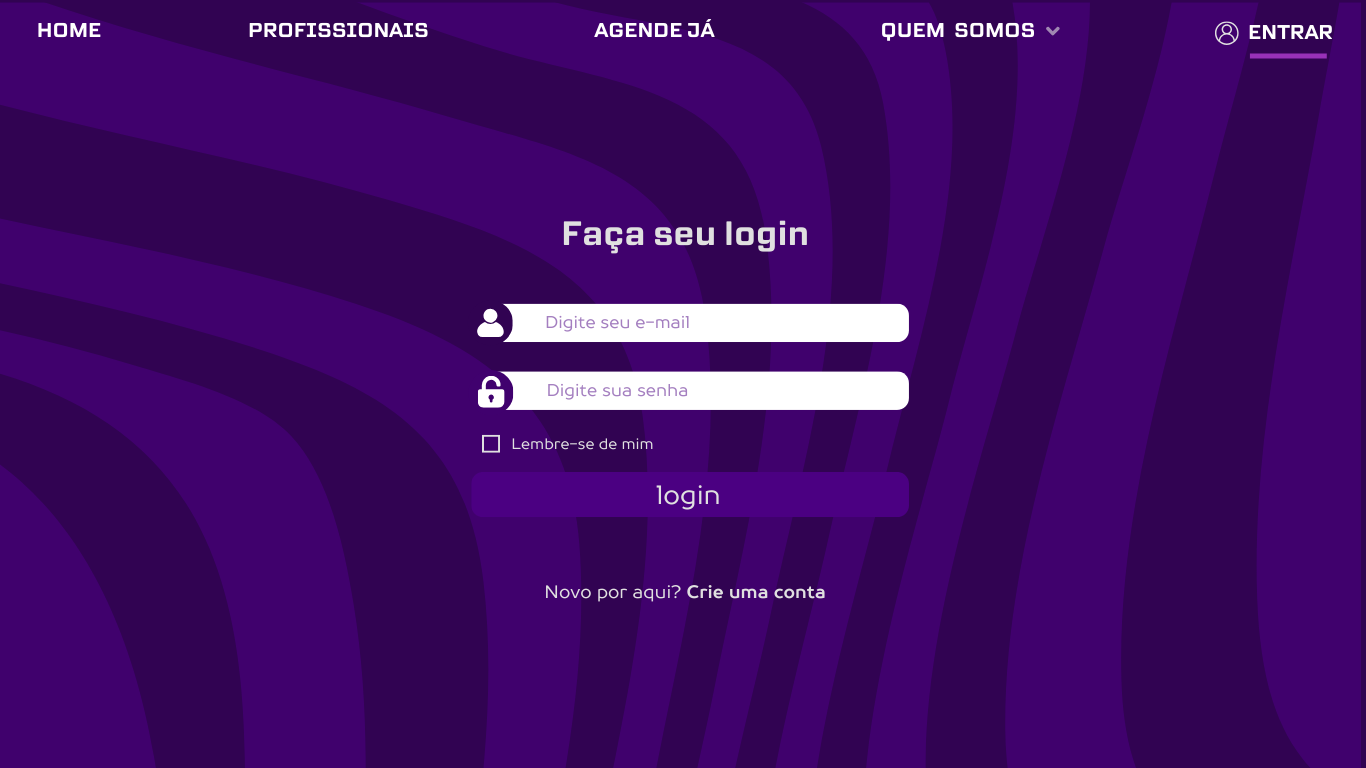 HOME PROFISSIONAIS AGENDE JÁ QUEM SOMOS ENTRAR
Faça seu login
Digite seu e-mail
Digite sua senha
Lembre-se de mim
login
Novo por aqui? Crie uma conta